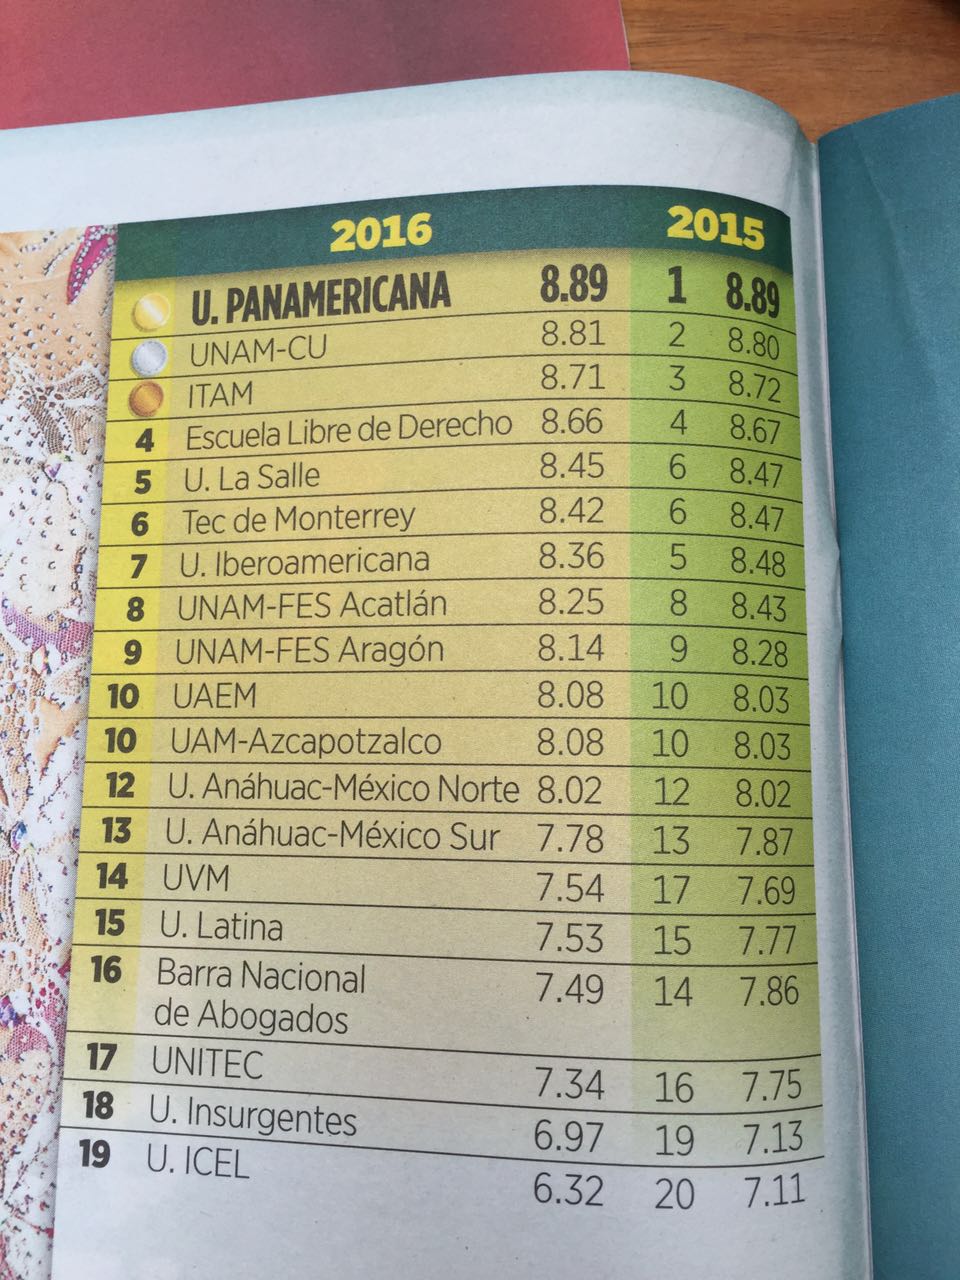 2016 2015
U. PANAMERICANA 8.89 1 8.89
UNAM-CU 8.81 2 8.80
ITAM 8.71 3 8.72
4 Escuela Libre de Derecho 8.66 4 8.67
5 U. La Salle 8.45 6 8.47
6 Tec de Monterrey 8.42 6 8.47
7 U. Iberoamericana 8.36 5 8.48
8 UNAM-FES Acatlán 8.25 8 8.43
9 UNAM-FES Aragón 8.14 9 8.28
10 UAEM 8.08 10 8.03
10 UAM-Azcapotzalco 8.08 10 8.03
12 U. Anáhuac-México Norte 8.02 12 8.02
13 U. Anáhuac-México Sur 7.78 13 7.87
14 UVM 7.54 17 7.69
15 U. Latina 7.53 15 7.77
16 Barra Nacional 7.49 14 7.86
de Abogados
17 UNITEC 7.34 16 7.75
18 U. Insurgentes 6.97 19 7.13
19 U. ICEL 6.32 20 7.11